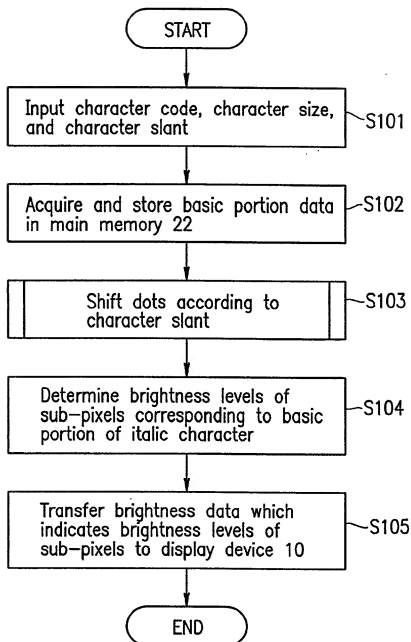 START
Input character code, character size,
and character slant
S101
Acquire and store basic portion data
in main memory 22
S102
Shift dots according to
character slant
S103
Determine brightness levels of
sub-pixels corresponding to basic
portion of italic character
S104
Transfer brightness data which
indicates brightness levels of
sub-pixels to display device 10
S105
END